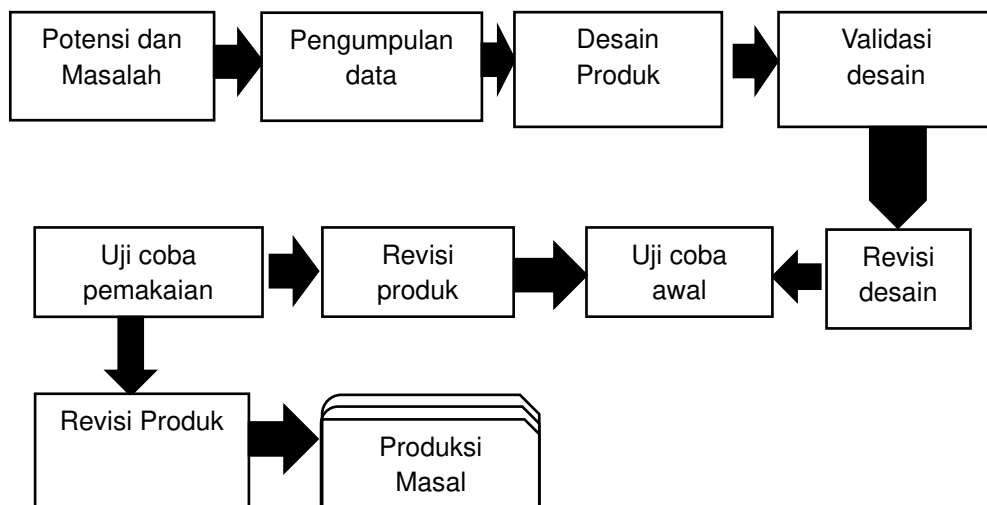 Potensi dan
Masalah
Pengumpulan
data
Desain
Produk
Validasi
desain
Uji coba
pemakaian
Revisi
produk
Uji coba
awal
Revisi
desain
Revisi Produk
Produksi
Masal